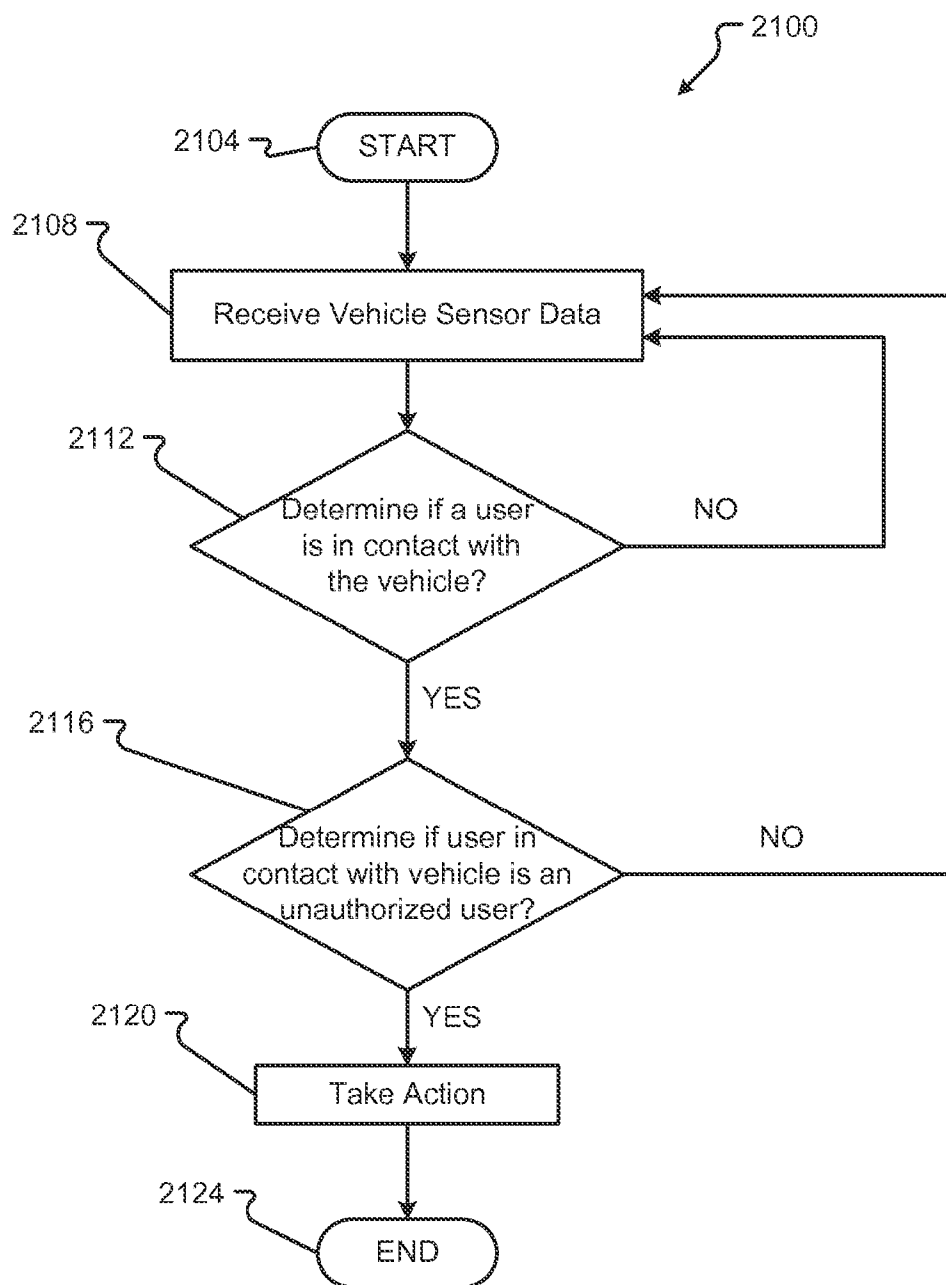 2100
2104
START
2108
Receive Vehicle Sensor Data
2112
Determine if a user
is in contact with
the vehicle?
NO
YES
2116
Determine if user in
contact with vehicle is an
unauthorized user?
NO
YES
2120
Take Action
2124
END